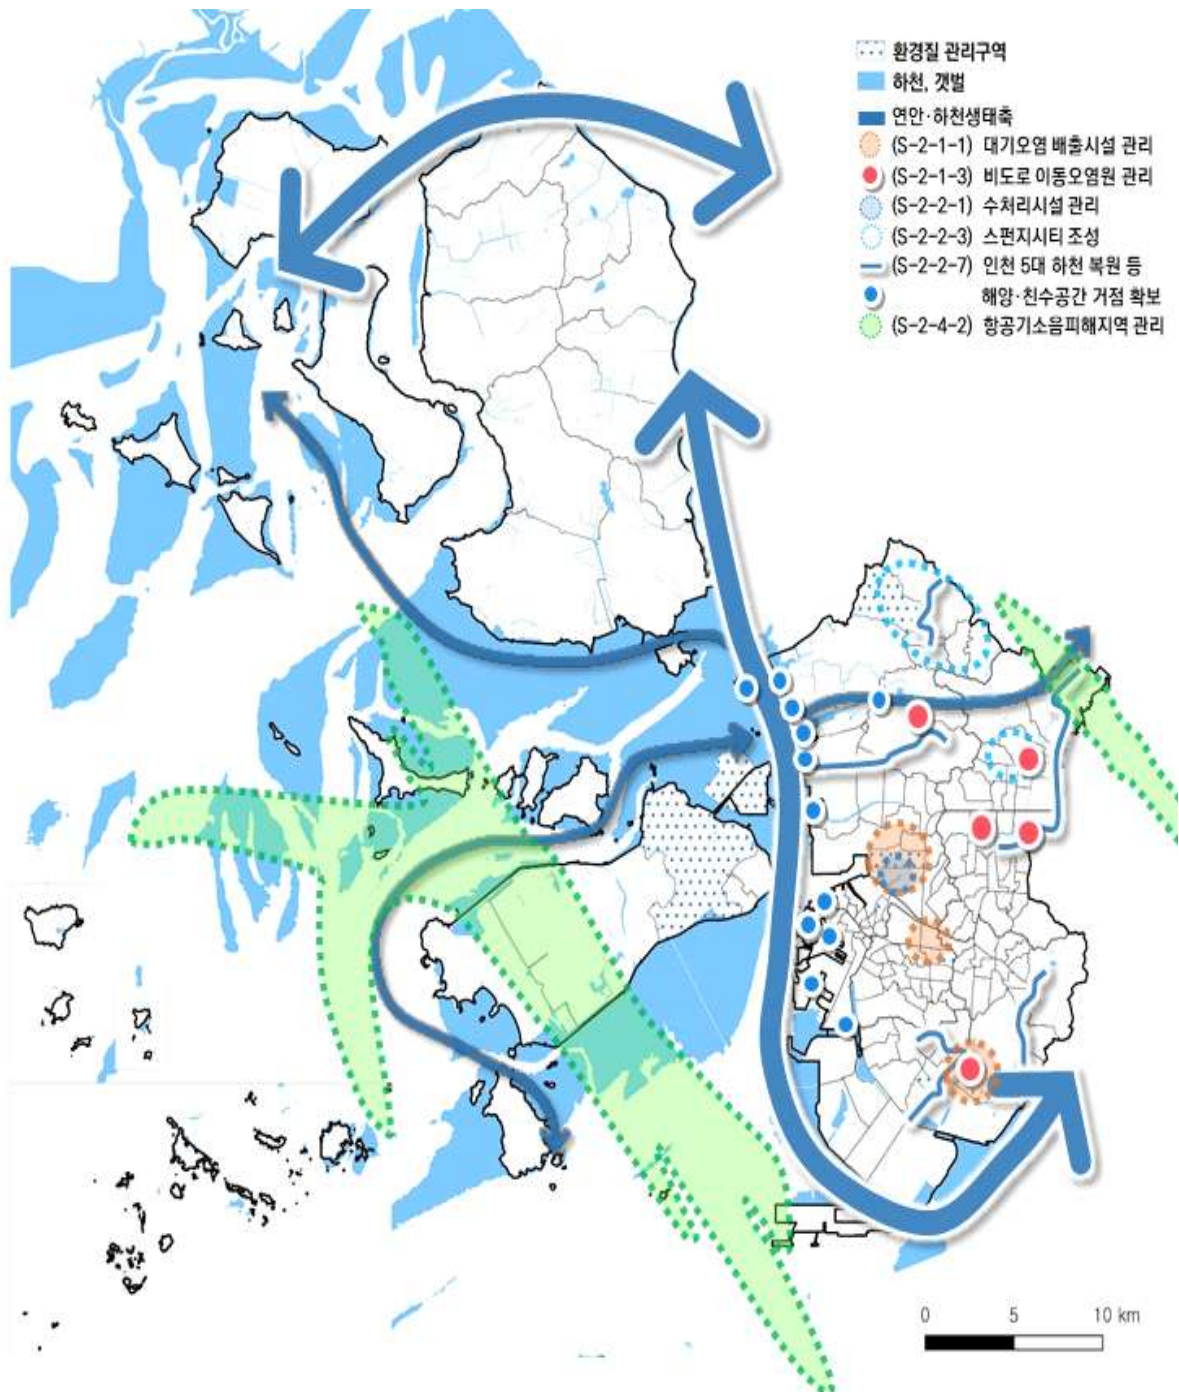 환경질 관리구역
하천, 갯벌
연안·하천생태축
(S-2-1-1) 대기오염 배출시설 관리
(S-2-1-3) 비도로 이동오염원 관리
(S-2-2-1) 수처리시설 관리
(S-2-2-3) 스펀지시티 조성
(S-2-2-7) 인천 5대 하천 복원 등
해양·친수공간 거점 확보
(S-2-4-2) 항공기소음피해지역 관리
0 5 10 km